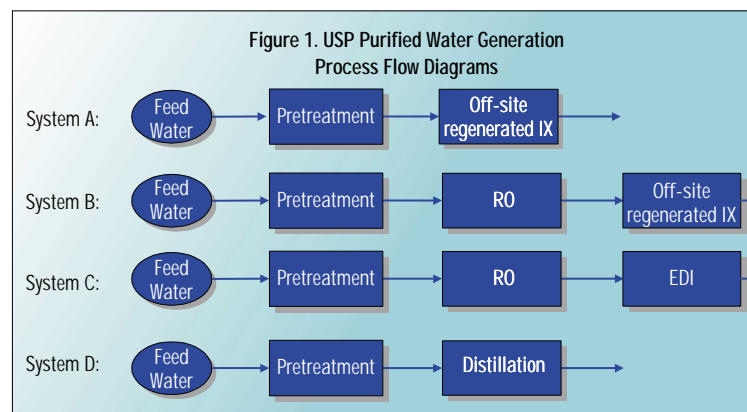 Figure 1. USP Purified Water Generation
Process Flow Diagrams
System A:
Feed
Water
Pretreatment
Off-site
regenerated IX
System B:
Feed
Water
Pretreatment
RO
Off-site
regenerated IX
System C:
Feed
Water
Pretreatment
RO
EDI
System D:
Feed
Water
Pretreatment
Distillation